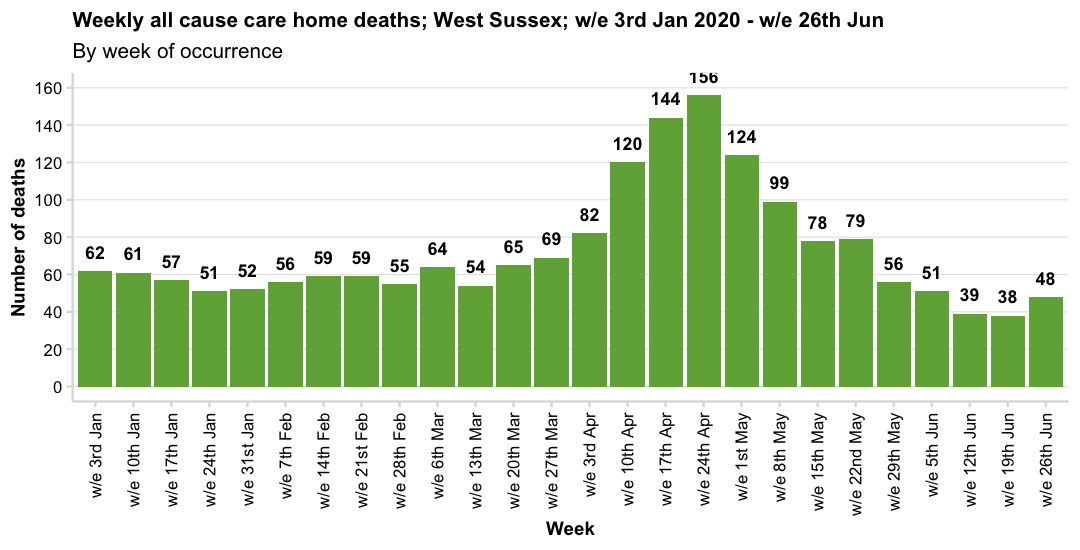 Weekly all cause care home deaths; West Sussex; w/e 3rd Jan 2020 - w/e 26th Jun
By week of occurrence
Number of deaths
160
140
120
100
80
60
40
20
0
62
61
57
51
52
56
59
59
55
64
54
65
69
82
120
144
156
124
99
78
79
56
51
39
38
48
w/e 3rd Jan
w/e 10th Jan
w/e 17th Jan
w/e 24th Jan
w/e 31st Jan
w/e 7th Feb
w/e 14th Feb
w/e 21st Feb
w/e 28th Feb
w/e 6th Mar
w/e 13th Mar
w/e 20th Mar
w/e 27th Mar
w/e 3rd Apr
w/e 10th Apr
w/e 17th Apr
w/e 24th Apr
w/e 1st May
w/e 8th May
w/e 15th May
w/e 22nd May
w/e 29th May
w/e 5th Jun
w/e 12th Jun
w/e 19th Jun
w/e 26th Jun
Week